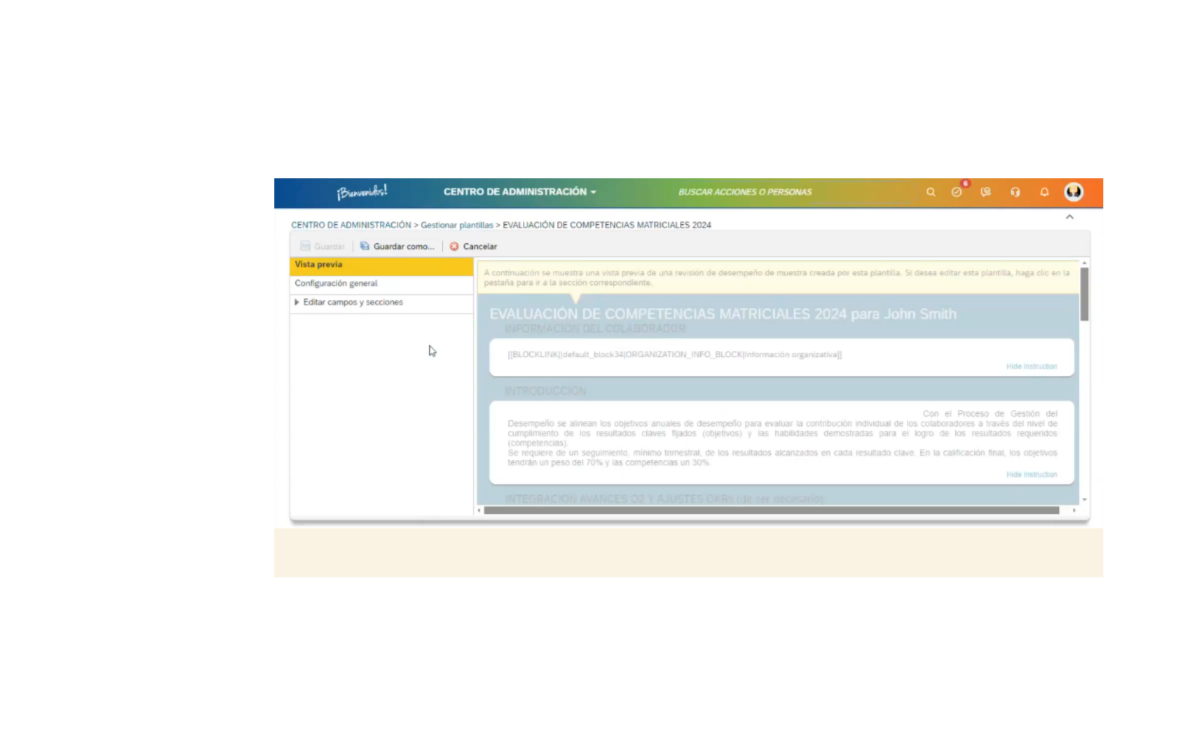 ¡Bienvenidos!
CENTRO DE ADMINISTRACIÓN
BUSCAR ACCIONES O PERSONAS
6
CENTRO DE ADMINISTRACIÓN > Gestionar plantillas > EVALUACIÓN DE COMPETENCIAS MATRICIALES 2024
Guardar
Guardar como...
Cancelar
Vista previa
Configuración general
Editar campos y secciones
A continuación se muestra una vista previa de una revisión de desempeño de muestra creada por esta plantilla. Si desea editar esta plantilla, haga clic en la
pestaña para ir a la sección correspondiente.
EVALUACIÓN DE COMPETENCIAS MATRICIALES 2024 para John Smith
INFORMACIÓN DEL COLABORADOR
[[BLOCKLINK||default_block34|ORGANIZATION_INFO_BLOCK|Información organizativa]]
Hide Instruction
INTRODUCCIÓN
Con el Proceso de Gestión del
Desempeño se alinean los objetivos anuales de desempeño para evaluar la contribución individual de los colaboradores a través del nivel de
cumplimiento de los resultados claves fijados (objetivos) y las habilidades demostradas para el logro de los resultados requeridos
(competencias).
Se requiere de un seguimiento, mínimo trimestral, de los resultados alcanzados en cada resultado clave. En la calificación final, los objetivos
tendrán un peso del 70% y las competencias un 30%.
Hide Instruction
INTEGRACIÓN AVANCES Q2 Y AJUSTES OKRs (de ser necesario)